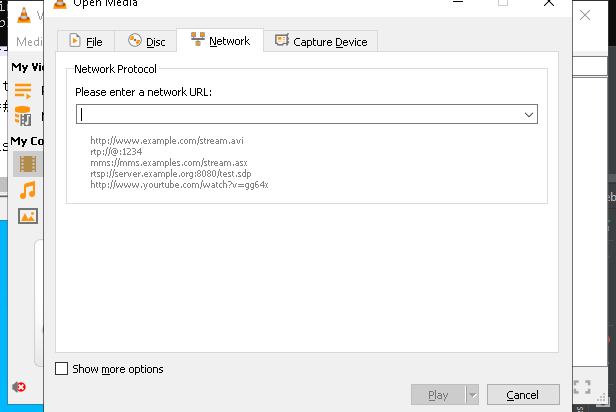 Open Media
Medi
File
Disc
Network
Capture Device
My Vi
Network Protocol
Please enter a network URL:
http://www.example.com/stream.avi
rtp://@:1234
mms://mms.examples.com/stream.asx
rtsp://server.example.org:8080/test.sdp
http://www.yourtube.com/watch?v=gg64x
My Co
Show more options
Play
Cancel